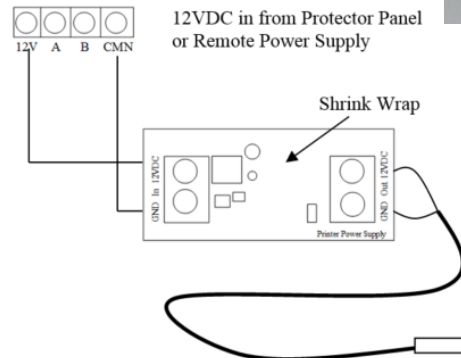 12VDC in from Protector Panel
or Remote Power Supply
12V A B CMN
Shrink Wrap
GND In 12VDC
GND Out 12VDC
Printer Power Supply